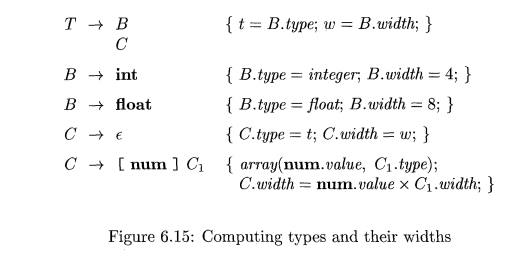 T → B { t = B.type; w = B.width; }
C
B → int { B.type = integer; B.width = 4; }
B → float { B.type = float; B.width = 8; }
C → ϵ { C.type = t; C.width = w; }
C → [ num ] C₁ { array(num.value, C₁.type);
C.width = num.value × C₁.width; }
Figure 6.15: Computing types and their widths